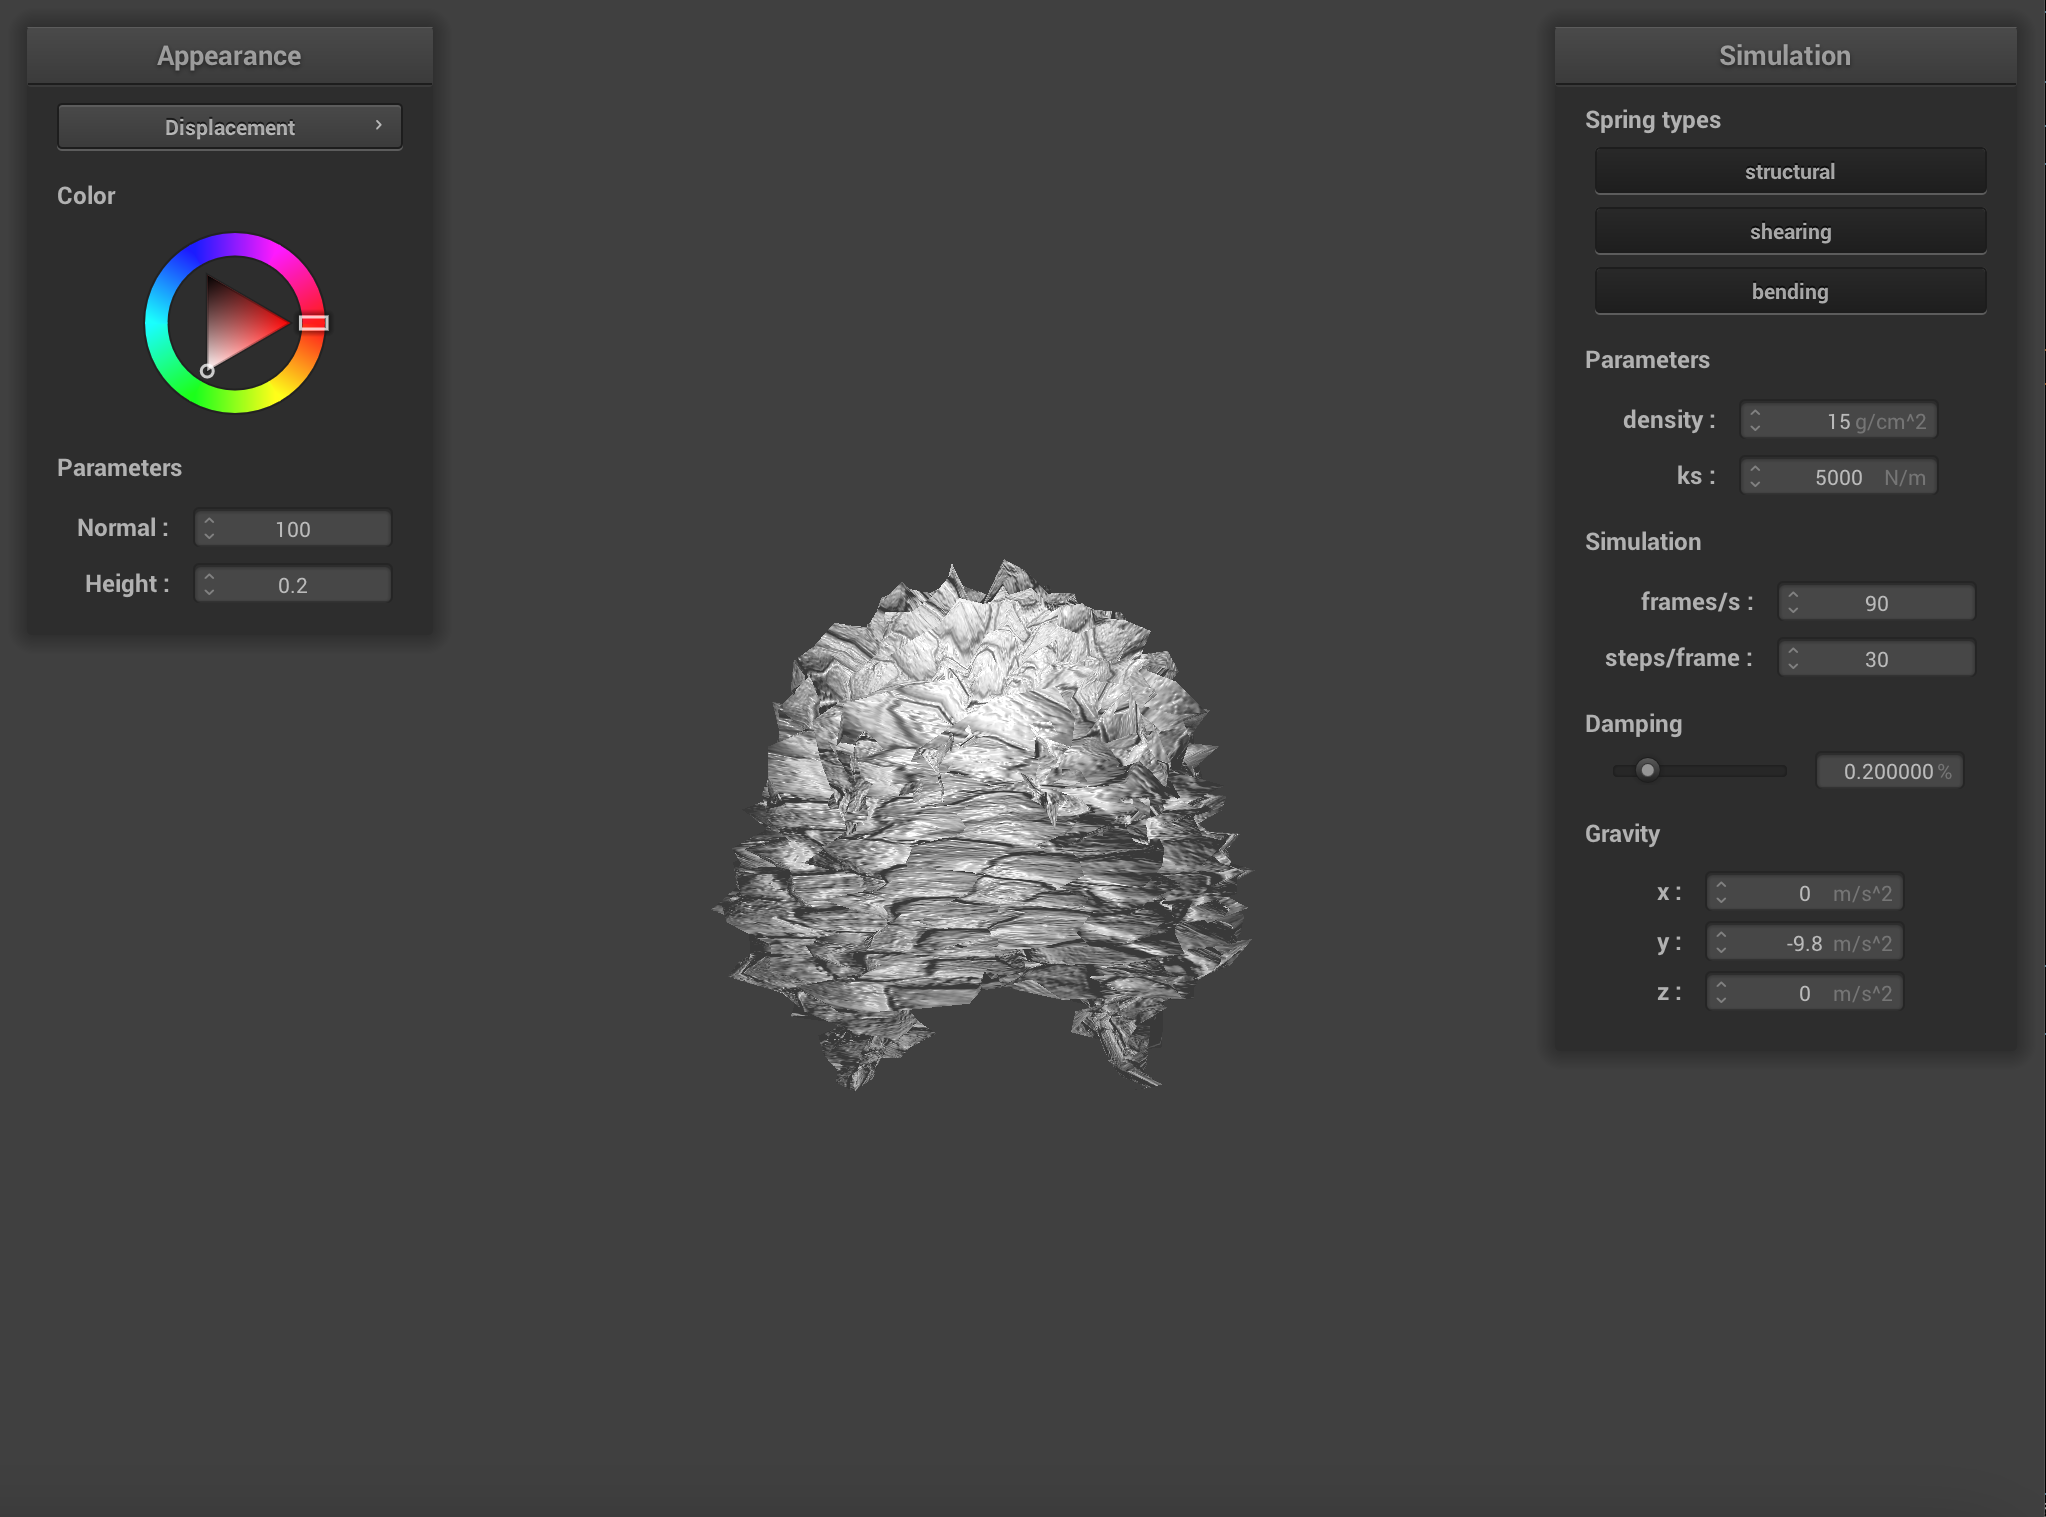 Appearance
Displacement
Color
Parameters
Normal : 100
Height : 0.2
Simulation
Spring types
structural
shearing
bending
Parameters
density : 15 g/cm^2
ks : 5000 N/m
Simulation
frames/s : 90
steps/frame : 30
Damping
0.200000 %
Gravity
x : 0 m/s^2
y : -9.8 m/s^2
z : 0 m/s^2